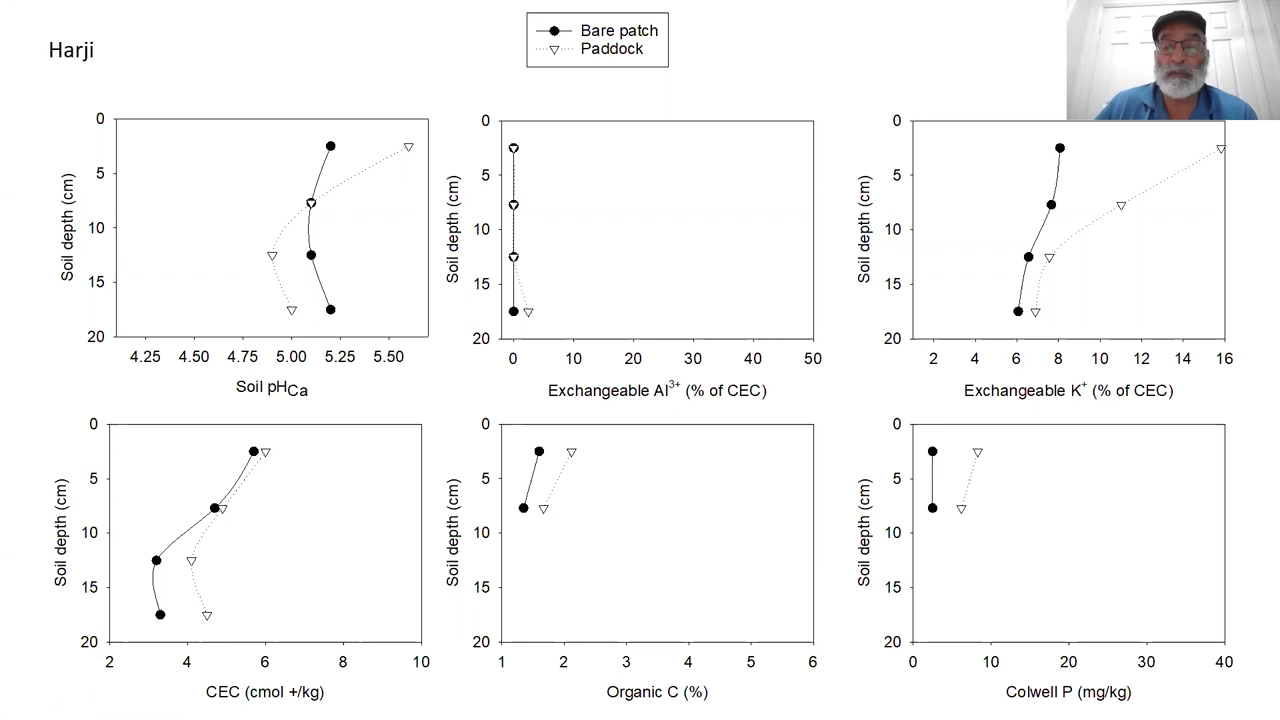 Harji
Bare patch
Paddock
0
5
10
15
20
Soil depth (cm)
4.25 4.50 4.75 5.00 5.25 5.50
Soil pHCa
0
5
10
15
20
Soil depth (cm)
0 10 20 30 40 50
Exchangeable Al3+ (% of CEC)
0
5
10
15
20
Soil depth (cm)
2 4 6 8 10 12 14 16
Exchangeable K+ (% of CEC)
0
5
10
15
20
Soil depth (cm)
2 4 6 8 10
CEC (cmol +/kg)
0
5
10
15
20
Soil depth (cm)
1 2 3 4 5 6
Organic C (%)
0
5
10
15
20
Soil depth (cm)
0 10 20 30 40
Colwell P (mg/kg)